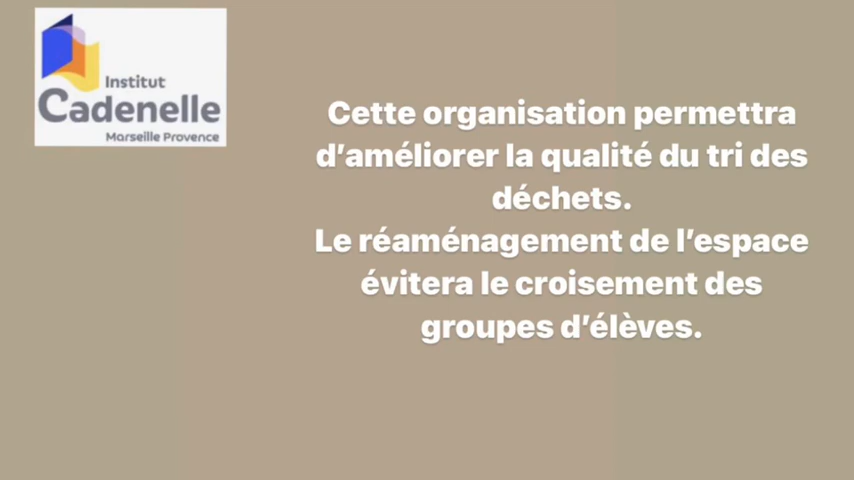 Institut
Cadenelle
Marseille Provence
Cette organisation permettra
d'améliorer la qualité du tri des
déchets.
Le réaménagement de l'espace
évitera le croisement des
groupes d'élèves.